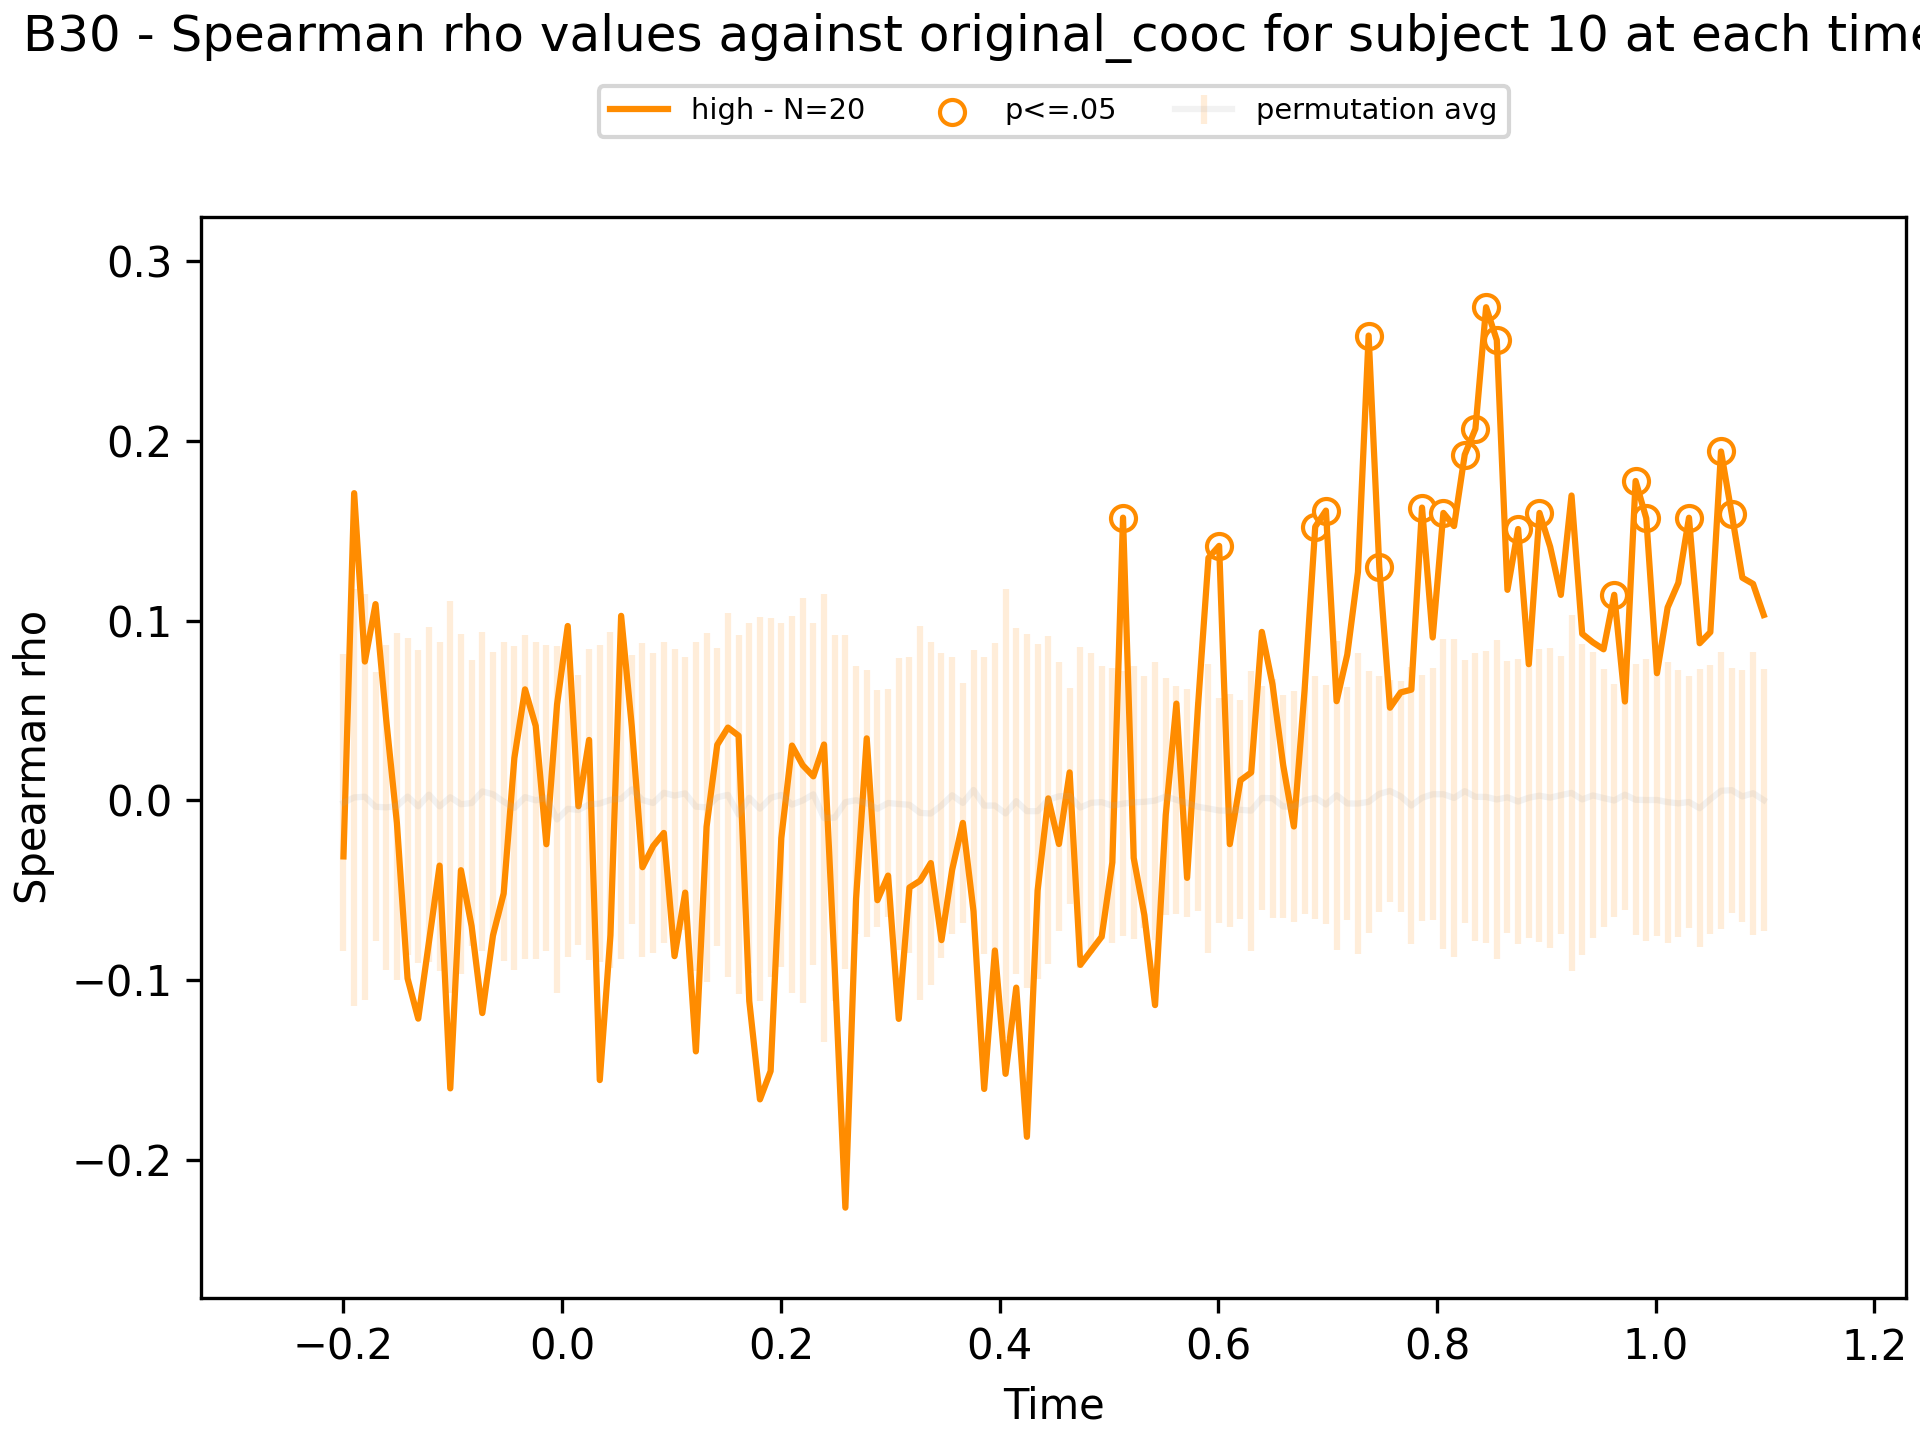 B30 - Spearman rho values against original_cooc for subject 10 at each time
high - N=20
p<=.05
permutation avg
Spearman rho
0.3
0.2
0.1
0.0
−0.1
−0.2
−0.2 0.0 0.2 0.4 0.6 0.8 1.0 1.2
Time